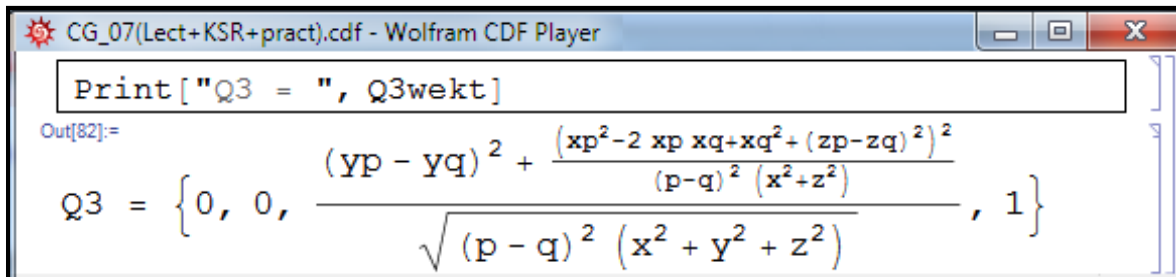 CG_07(Lect+KSR+pract).cdf - Wolfram CDF Player
Print["Q3 = ", Q3wekt]
Out[82]:=
Q3 = {0, 0, ((yp - yq)^2 + (xp^2-2 xp xq+xq^2+(zp-zq)^2)^2/((p-q)^2 (x^2+z^2)))/√((p - q)^2 (x^2 + y^2 + z^2)), 1}